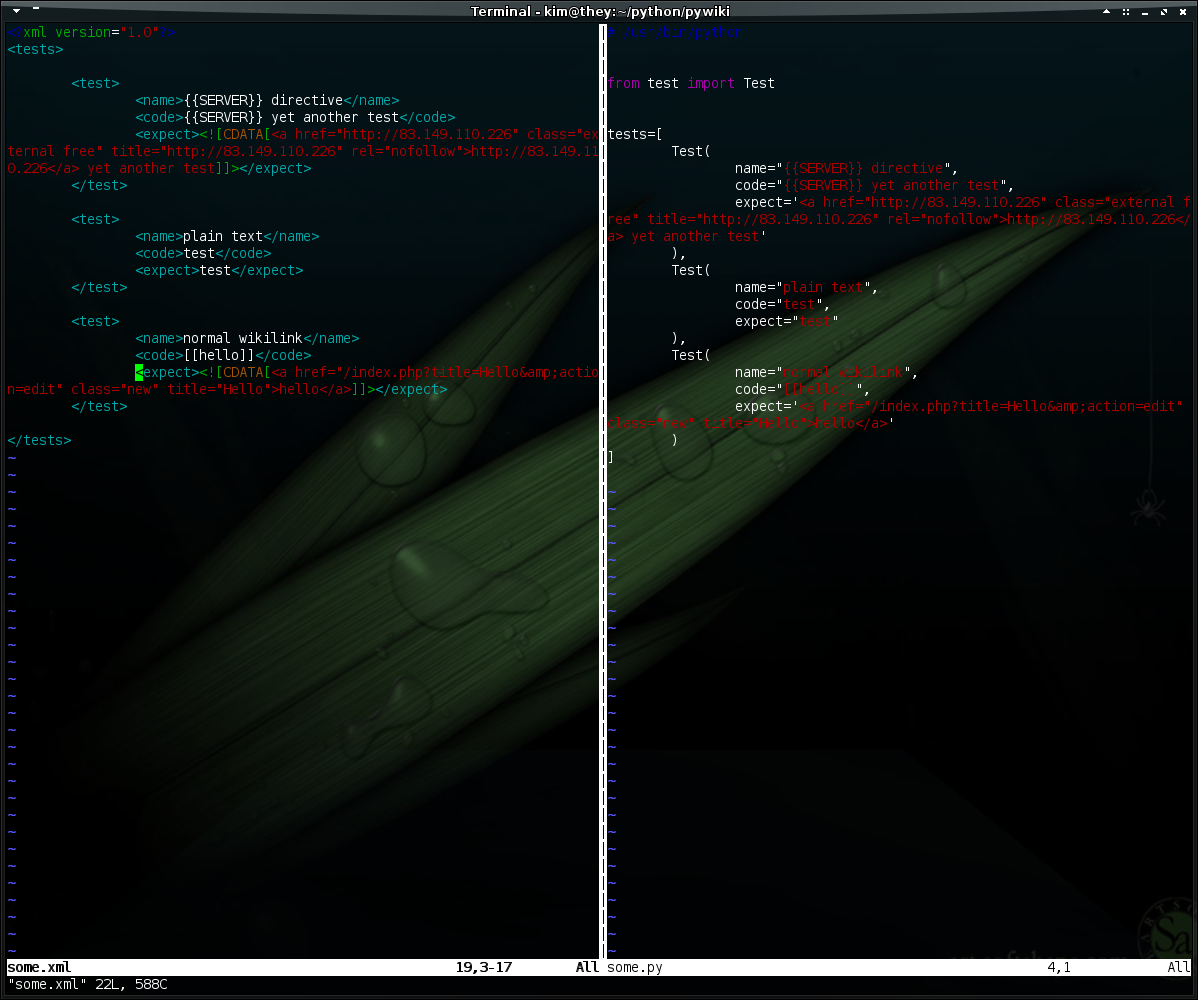 Terminal - kim@they:~/python/pywiki
<?xml version="1.0"?>
<tests>
<test>
<name>{{SERVER}} directive</name>
<code>{{SERVER}} yet another test</code>
<expect><![CDATA[<a href="http://83.149.110.226" class="ex
ternal free" title="http://83.149.110.226" rel="nofollow">http://83.149.11
0.226</a> yet another test]]></expect>
</test>
<test>
<name>plain text</name>
<code>test</code>
<expect>test</expect>
</test>
<test>
<name>normal wikilink</name>
<code>[[hello]]</code>
<expect><![CDATA[<a href="/index.php?title=Hello&amp;actio
n=edit" class="new" title="Hello">hello</a>]]></expect>
</test>
</tests>
some.xml 19,3-17 All
"some.xml" 22L, 588C
# /usr/bin/python
from test import Test
tests=[
Test(
name="{{SERVER}} directive",
code="{{SERVER}} yet another test",
expect='<a href="http://83.149.110.226" class="external f
ree" title="http://83.149.110.226" rel="nofollow">http://83.149.110.226</
a> yet another test'
),
Test(
name="plain text",
code="test",
expect="test"
),
Test(
name="normal wikilink",
code="[[hello]]",
expect='<a href="/index.php?title=Hello&amp;action=edit"
class="new" title="Hello">hello</a>'
)
]
some.py 4,1 All